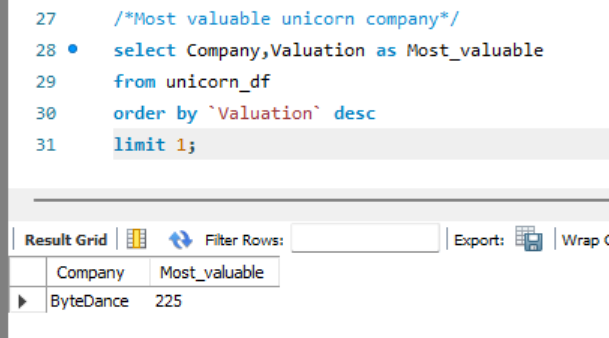 27 /*Most valuable unicorn company*/
28 select Company,Valuation as Most_valuable
29 from unicorn_df
30 order by `Valuation` desc
31 limit 1;
Result Grid Filter Rows: Export: Wrap C
Company Most_valuable
ByteDance 225